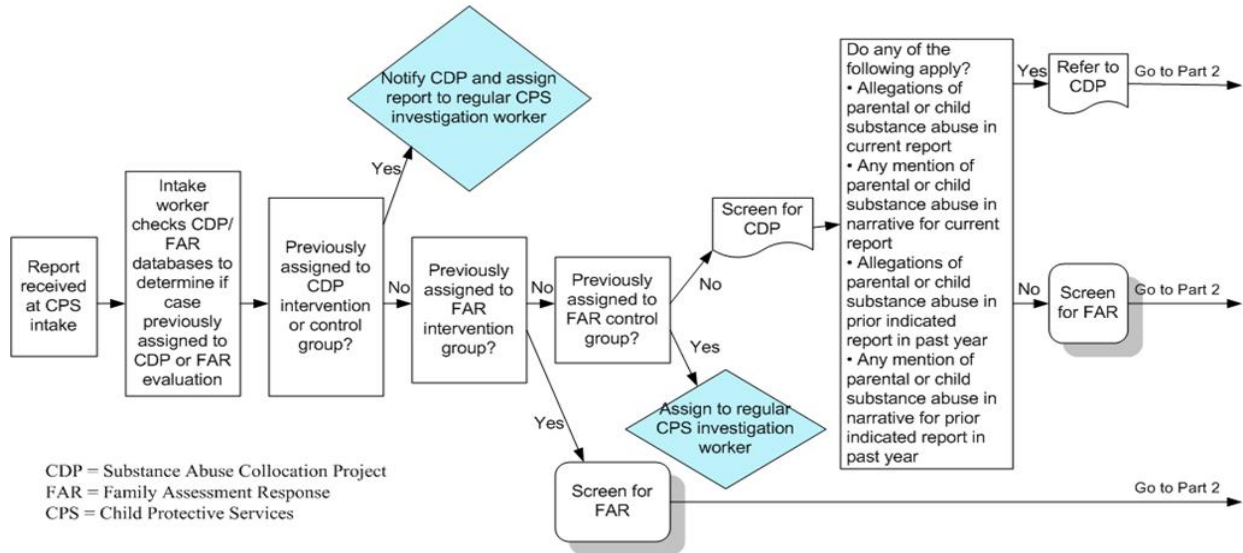 Report
received
at CPS
intake
Intake
worker
checks CDP/
FAR
databases to
determine if
case
previously
assigned to
CDP or FAR
evaluation
Previously
assigned to
CDP
intervention
or control
group?
Yes
Notify CDP and assign
report to regular CPS
investigation worker
No
Previously
assigned to
FAR
intervention
group?
Yes
Screen for
FAR
Go to Part 2
No
Previously
assigned to
FAR control
group?
Yes
Assign to regular
CPS investigation
worker
No
Screen for
CDP
Do any of the
following apply?
• Allegations of
parental or child
substance abuse in
current report
• Any mention of
parental or child
substance abuse in
narrative for current
report
• Allegations of
parental or child
substance abuse in
prior indicated
report in past year
• Any mention of
parental or child
substance abuse in
narrative for prior
indicated report in
past year
Yes
Refer to
CDP
Go to Part 2
No
Screen
for FAR
Go to Part 2
CDP = Substance Abuse Collocation Project
FAR = Family Assessment Response
CPS = Child Protective Services